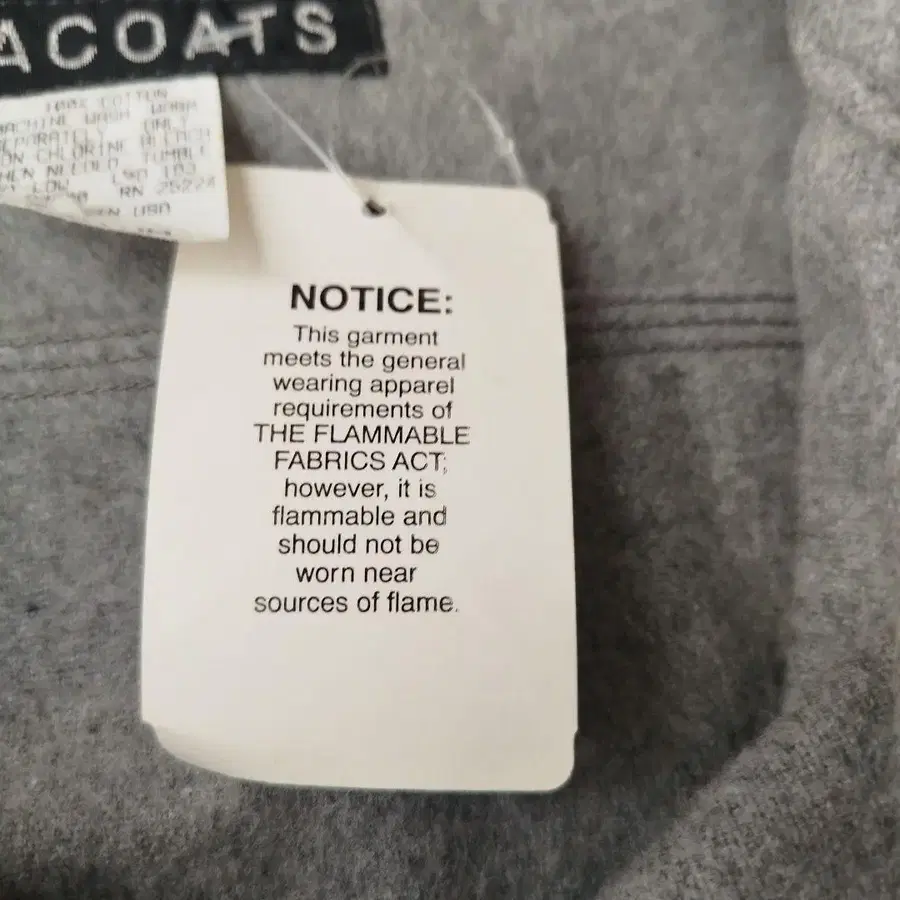 ACOATS
100% COTTON
MACHINE WASH WARM
SEPARATELY ONLY
NON CHLORINE BLEACH
WHEN NEEDED TUMBLE
LOW
RN
USA
NOTICE:
This garment
meets the general
wearing apparel
requirements of
THE FLAMMABLE
FABRICS ACT;
however, it is
flammable and
should not be
worn near
sources of flame.